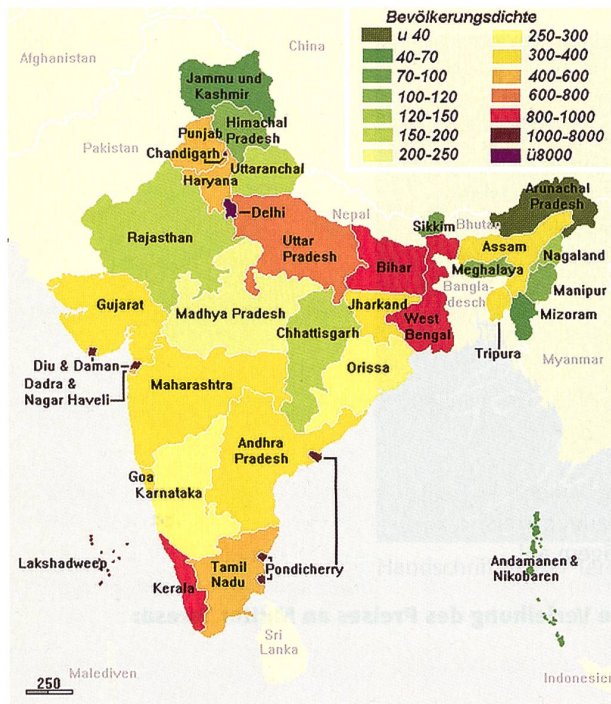 Bevölkerungsdichte
u 40
40-70
70-100
100-120
120-150
150-200
200-250
250-300
300-400
400-600
600-800
800-1000
1000-8000
ü8000
Afghanistan
China
Jammu und
Kashmir
Punjab
Himachal
Pradesh
Pakistan
Chandigarh
Uttaranchal
Haryana
Delhi
Nepal
Arunachal
Pradesh
Sikkim
Bhutan
Rajasthan
Uttar
Pradesh
Assam
Nagaland
Bihar
Meghalaya
Bangla-
desch
Manipur
Gujarat
Madhya Pradesh
Jharkand
West
Bengal
Mizoram
Chhattisgarh
Tripura
Myanmar
Diu & Daman
Orissa
Dadra &
Nagar Haveli
Maharashtra
Andhra
Pradesh
Goa
Karnataka
Lakshadweep
Tamil
Nadu
Pondicherry
Andamanen &
Nikobaren
Kerala
Sri
Lanka
Malediven
Indonesien
250